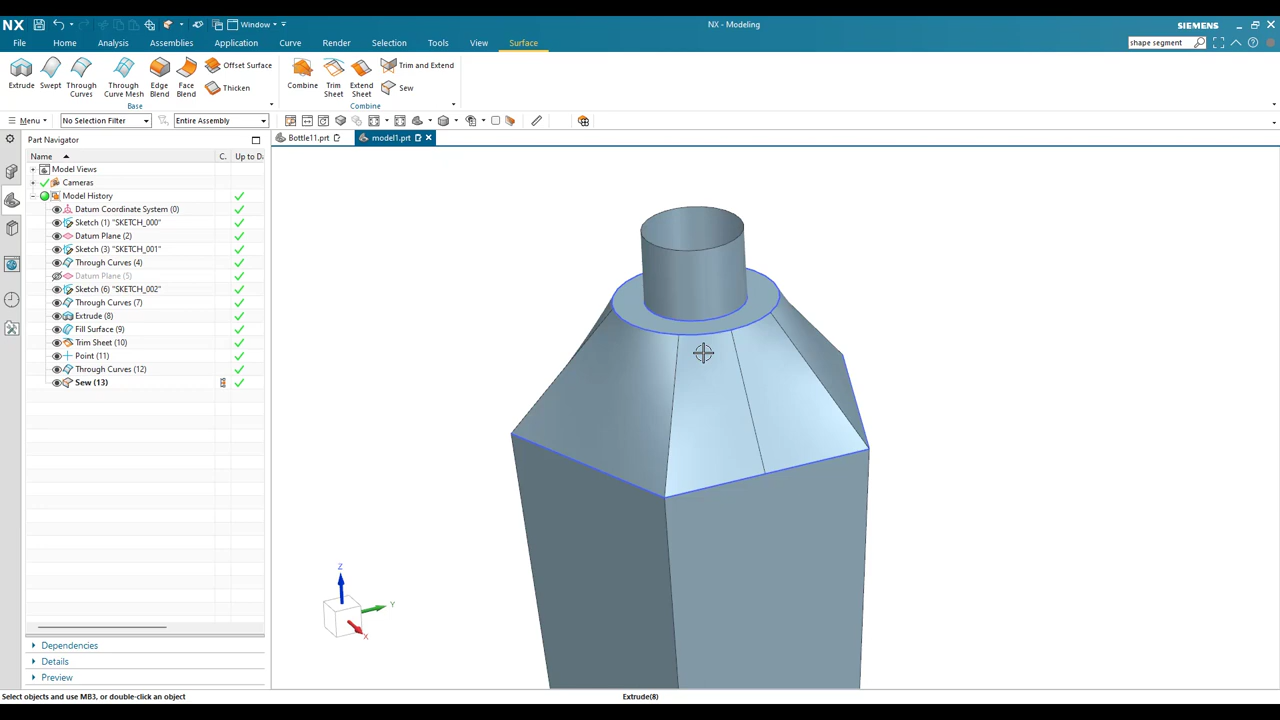 NX
Window
NX - Modeling
SIEMENS
File
Home
Analysis
Assemblies
Application
Curve
Render
Selection
Tools
View
Surface
shape segment
Extrude
Swept
Through Curves
Through Curve Mesh
Edge Blend
Face Blend
Offset Surface
Thicken
Base
Combine
Trim Sheet
Extend Sheet
Trim and Extend
Sew
Combine
Menu
No Selection Filter
Entire Assembly
Part Navigator
Bottle11.prt
model1.prt
Name
C.
Up to Da
Model Views
Cameras
Model History
Datum Coordinate System (0)
Sketch (1) "SKETCH_000"
Datum Plane (2)
Sketch (3) "SKETCH_001"
Through Curves (4)
Datum Plane (5)
Sketch (6) "SKETCH_002"
Through Curves (7)
Extrude (8)
Fill Surface (9)
Trim Sheet (10)
Point (11)
Through Curves (12)
Sew (13)
Z
Y
X
Dependencies
Details
Preview
Select objects and use MB3, or double-click an object
Extrude(8)